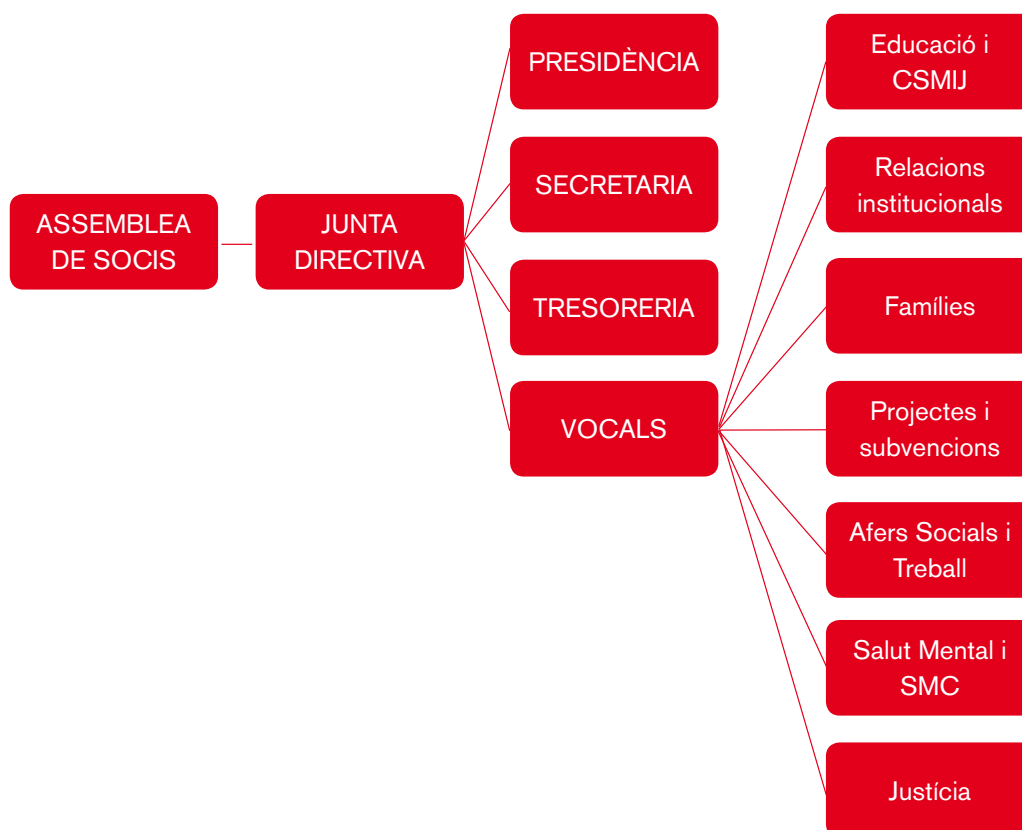 ASSEMBLEA
DE SOCIS
JUNTA
DIRECTIVA
PRESIDÈNCIA
SECRETARIA
TRESORERIA
VOCALS
Educació i
CSMIJ
Relacions
institucionals
Famílies
Projectes i
subvencions
Afers Socials i
Treball
Salut Mental i
SMC
Justícia